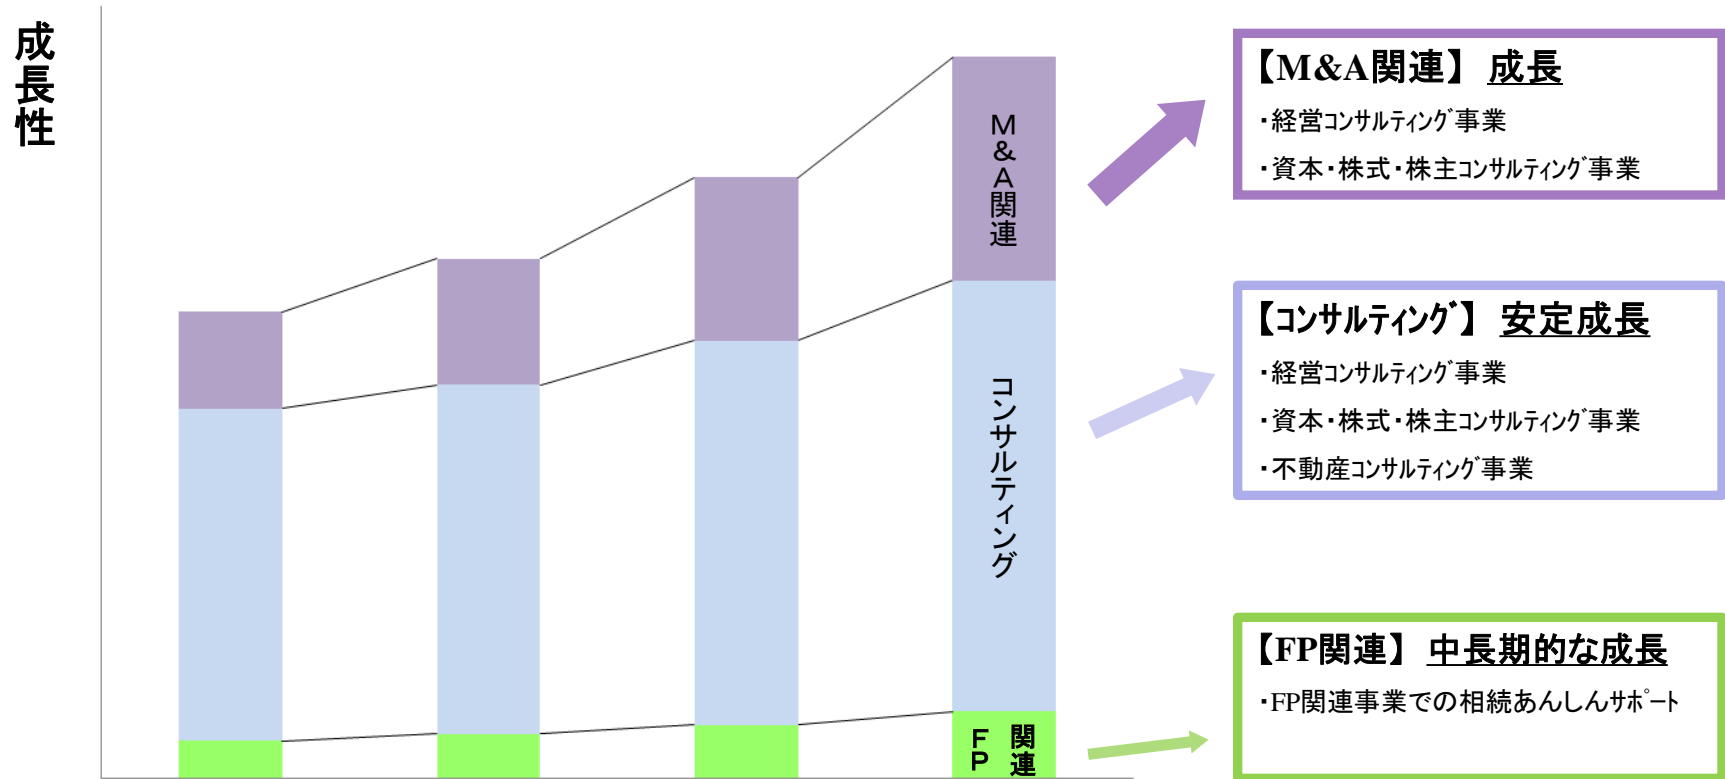 成長性
M&A関連
コンサルティング
FP関連
【M&A関連】 成長
・経営ｺﾝｻﾙﾃｨﾝｸﾞ事業
・資本・株式・株主ｺﾝｻﾙﾃｨﾝｸﾞ事業
【ｺﾝｻﾙﾃｨﾝｸﾞ】 安定成長
・経営ｺﾝｻﾙﾃｨﾝｸﾞ事業
・資本・株式・株主ｺﾝｻﾙﾃｨﾝｸﾞ事業
・不動産ｺﾝｻﾙﾃｨﾝｸﾞ事業
【FP関連】 中長期的な成長
・FP関連事業での相続あんしんｻﾎﾟｰﾄ